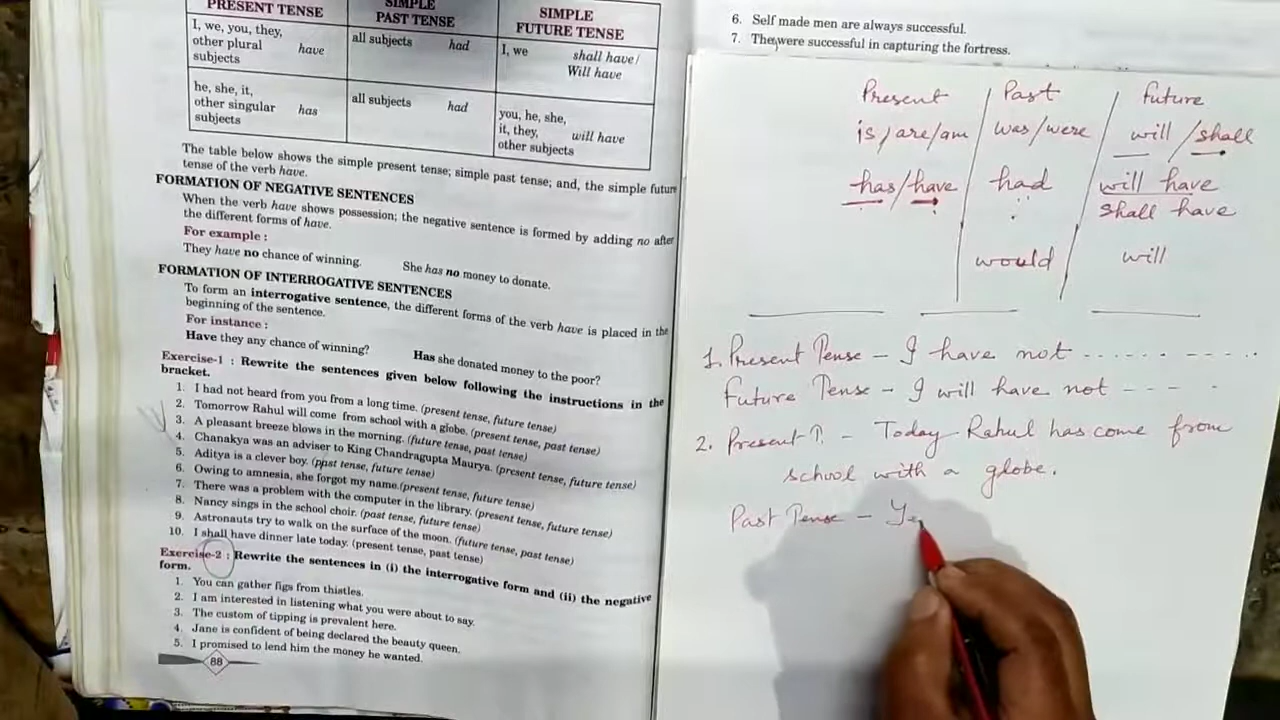 PRESENT TENSE
SIMPLE
PAST TENSE
SIMPLE
FUTURE TENSE
I, we, you, they,
other plural have
subjects
all subjects had
I, we shall have/
Will have
he, she, it,
other singular has
subjects
all subjects had
you, he, she,
it, they, will have
other subjects
The table below shows the simple present tense; simple past tense; and, the simple future
tense of the verb have.
FORMATION OF NEGATIVE SENTENCES
When the verb have shows possession; the negative sentence is formed by adding no after
the different forms of have.
For example :
They have no chance of winning. She has no money to donate.
FORMATION OF INTERROGATIVE SENTENCES
To form an interrogative sentence, the different forms of the verb have is placed in the
beginning of the sentence.
For instance :
Have they any chance of winning? Has she donated money to the poor?
Exercise-1 : Rewrite the sentences given below following the instructions in the
bracket.
1. I had not heard from you from a long time. (present tense, future tense)
2. Tomorrow Rahul will come from school with a globe. (present tense, past tense)
3. A pleasant breeze blows in the morning. (future tense, past tense)
4. Chanakya was an adviser to King Chandragupta Maurya. (present tense, future tense)
5. Aditya is a clever boy. (past tense, future tense)
6. Owing to amnesia, she forgot my name. (present tense, future tense)
7. There was a problem with the computer in the library. (present tense, future tense)
8. Nancy sings in the school choir. (past tense, future tense)
9. Astronauts try to walk on the surface of the moon. (future tense, past tense)
10. I shall have dinner late today. (present tense, past tense)
Exercise-2 : Rewrite the sentences in (i) the interrogative form and (ii) the negative
form.
1. You can gather figs from thistles.
2. I am interested in listening what you were about to say.
3. The custom of tipping is prevalent here.
4. Jane is confident of being declared the beauty queen.
5. I promised to lend him the money he wanted.
88
6. Self made men are always successful.
7. They were successful in capturing the fortress.
Present / Past / Future
is/are/am was/were will/shall
has/have had will have
shall have
would will
1. Present Tense - I have not ...... - - - - .
Future Tense - I will have not - - - - .
2. Present T. - Today Rahul has come from
school with a globe.
Past Tense - Ye